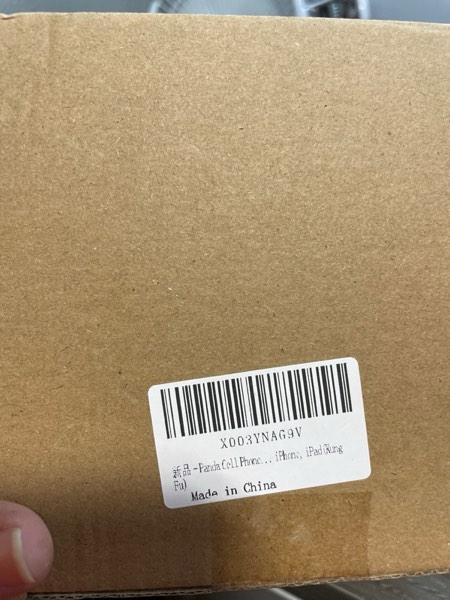 X003YNAG9V
新品 -Panda Cell Phone... iPhone, iPad(Kung
Fu)
Made in China